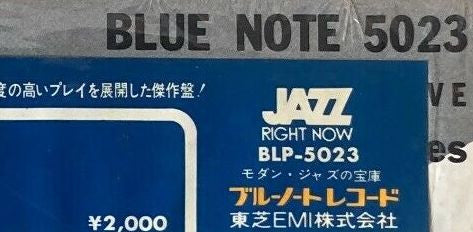 BLUE NOTE 5023
度の高いプレイを展開した傑作盤!
VE
JAZZ
RIGHT NOW
BLP-5023
es
モダン・ジャズの宝庫
ブルーノートレコード
¥2,000
東芝EMI株式会社